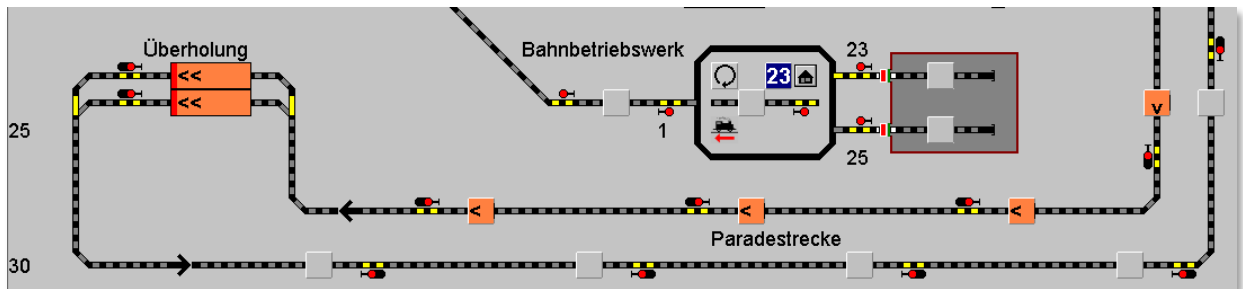 Überholung
Bahnbetriebswerk
23
<<
23
<<
25
1
25
v
<
<
<
Paradestrecke
30